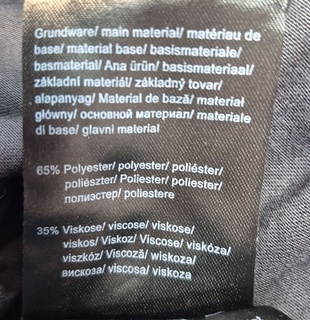 Grundware/ main material/ matériau de
base/ material base/ basismateriale/
besmaterial/ Ana ürün/ basismateriaal/
základní materiál/ základný tovar/
alapanyag/ Material de bază/ materiał
główny/ основной материал/ materiale
di base/ glavni material
65% Polyester/ polyester/ poliéster/
poliészter/ Poliester/ poliester/
полиэстер/ poliestere
35% Viskose/ viscose/ viskose/
viskos/ Viskoz/ Viscose/ viskóza/
viszkóz/ Viscoză/ wiskoza/
вискоза/ viscosa/ viskoza